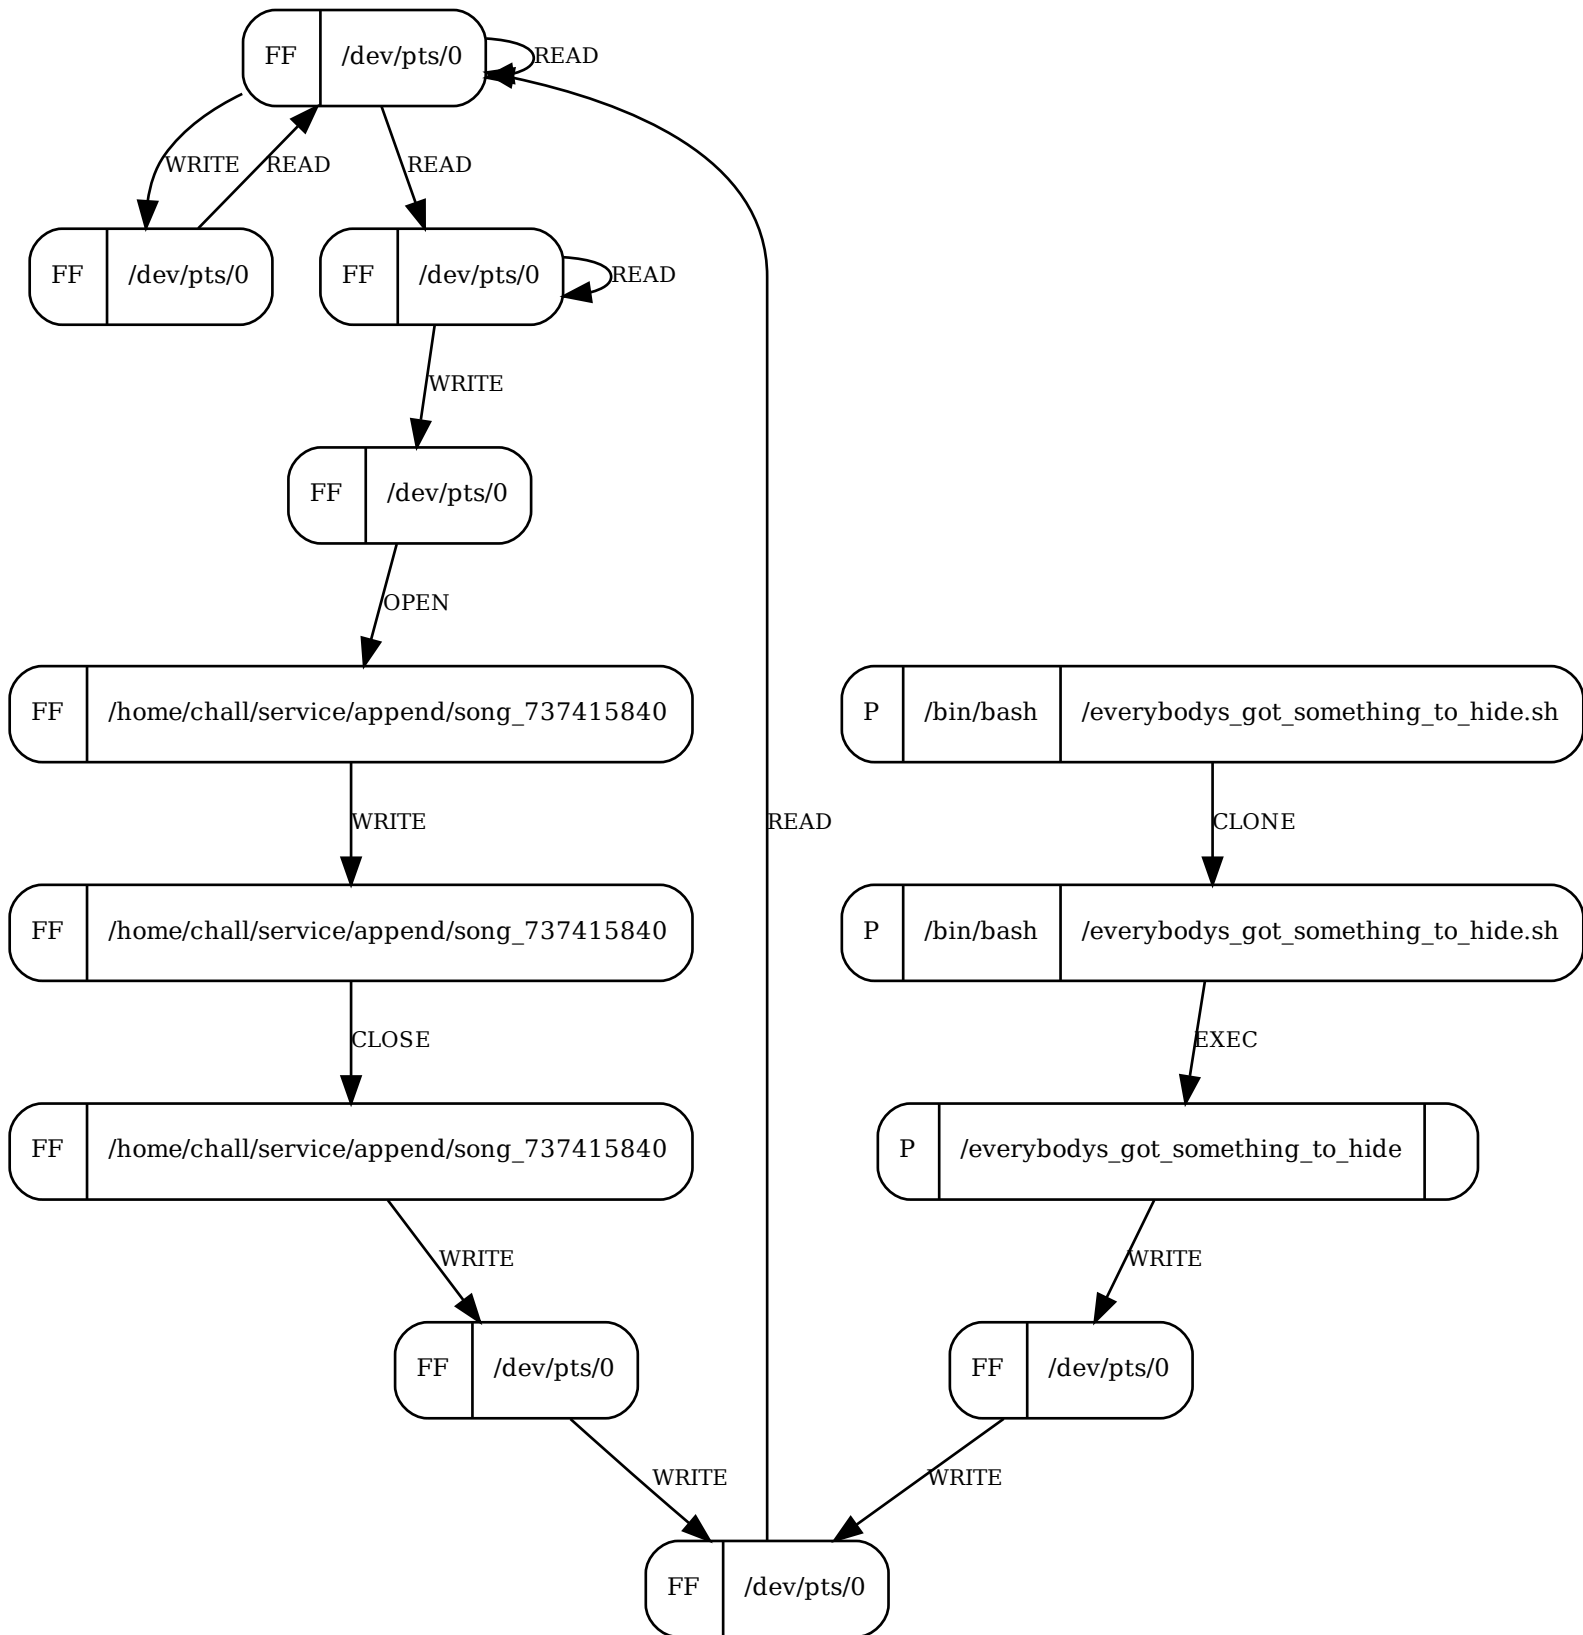 FF /dev/pts/0
READ
WRITE
READ
READ
FF /dev/pts/0
FF /dev/pts/0
READ
WRITE
FF /dev/pts/0
OPEN
FF /home/chall/service/append/song_737415840
P /bin/bash /everybodys_got_something_to_hide.sh
WRITE
READ
CLONE
FF /home/chall/service/append/song_737415840
P /bin/bash /everybodys_got_something_to_hide.sh
CLOSE
EXEC
FF /home/chall/service/append/song_737415840
P /everybodys_got_something_to_hide
WRITE
WRITE
FF /dev/pts/0
FF /dev/pts/0
WRITE
WRITE
FF /dev/pts/0